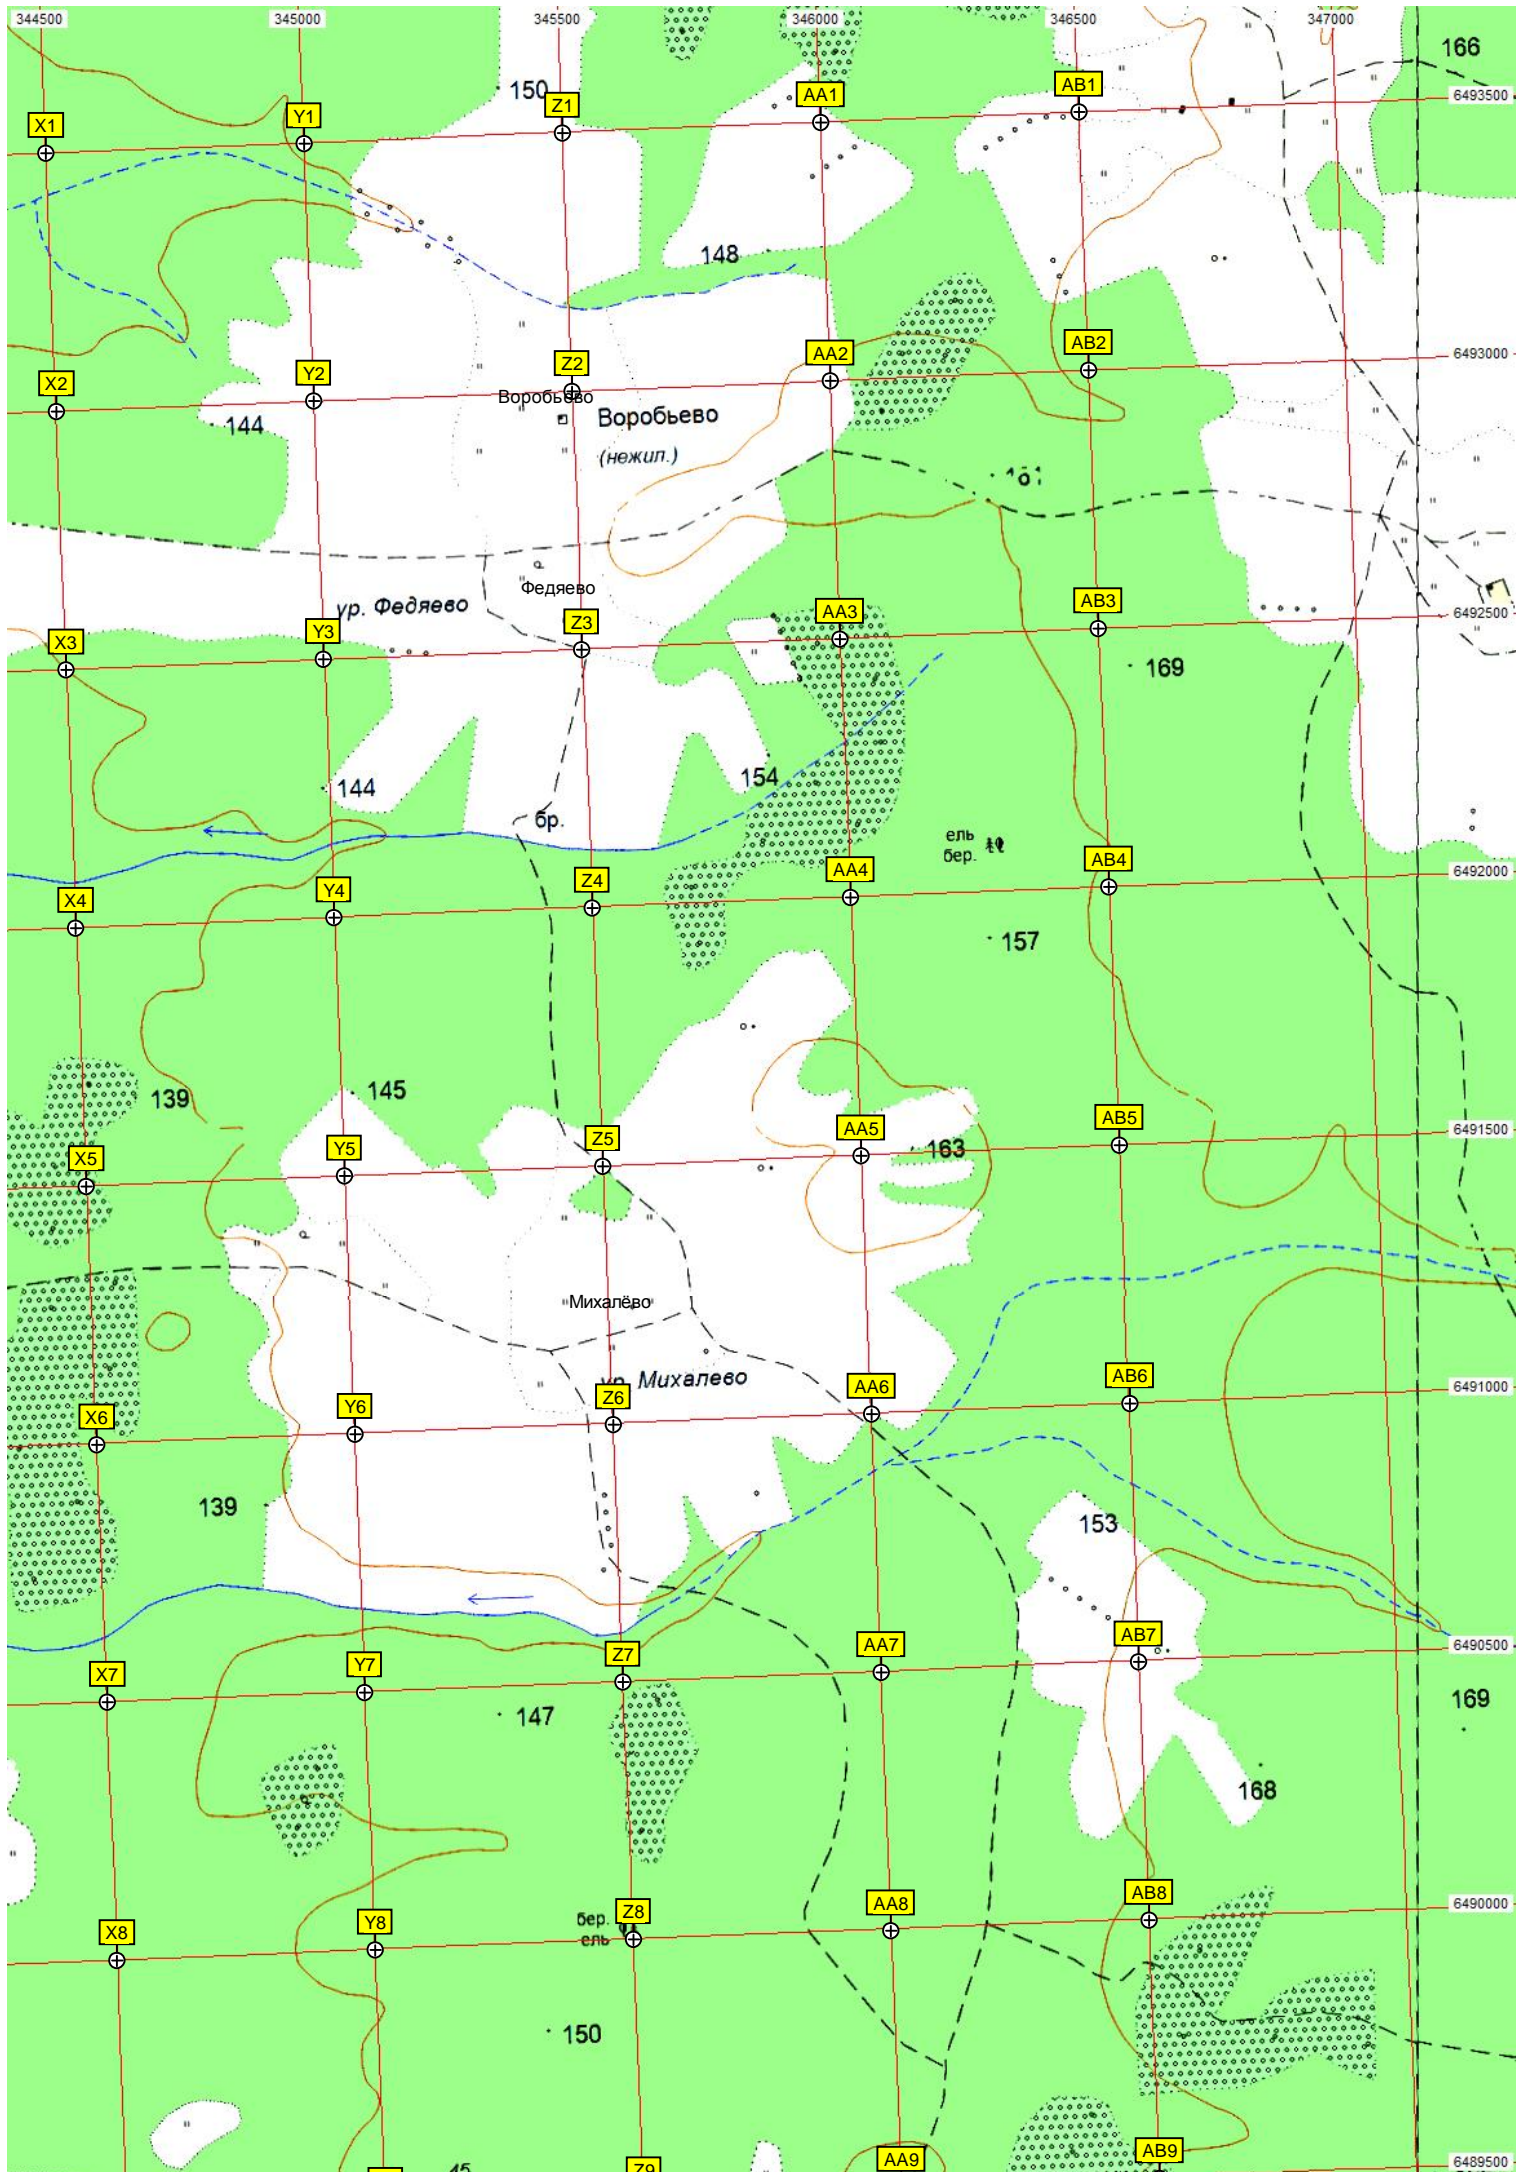 344500 345000 345500 346000 346500 347000
166
150
6493500
X1 Y1 Z1 AA1 AB1
148
6493000
X2 Y2 Z2 AA2 AB2
Воробьёво
Воробьево
(нежил.)
144
Федяево
ур. Федяево
6492500
X3 Y3 Z3 AA3 AB3
169
144
154
бр.
ель
бер.
6492000
X4 Y4 Z4 AA4 AB4
157
139
145
6491500
X5 Y5 Z5 AA5 AB5
163
Михалёво
ур. Михалево
6491000
X6 Y6 Z6 AA6 AB6
139
153
6490500
X7 Y7 Z7 AA7 AB7
147
169
168
6490000
X8 Y8 Z8 AA8 AB8
бер.
ель
150
6489500
Z9 AA9 AB9